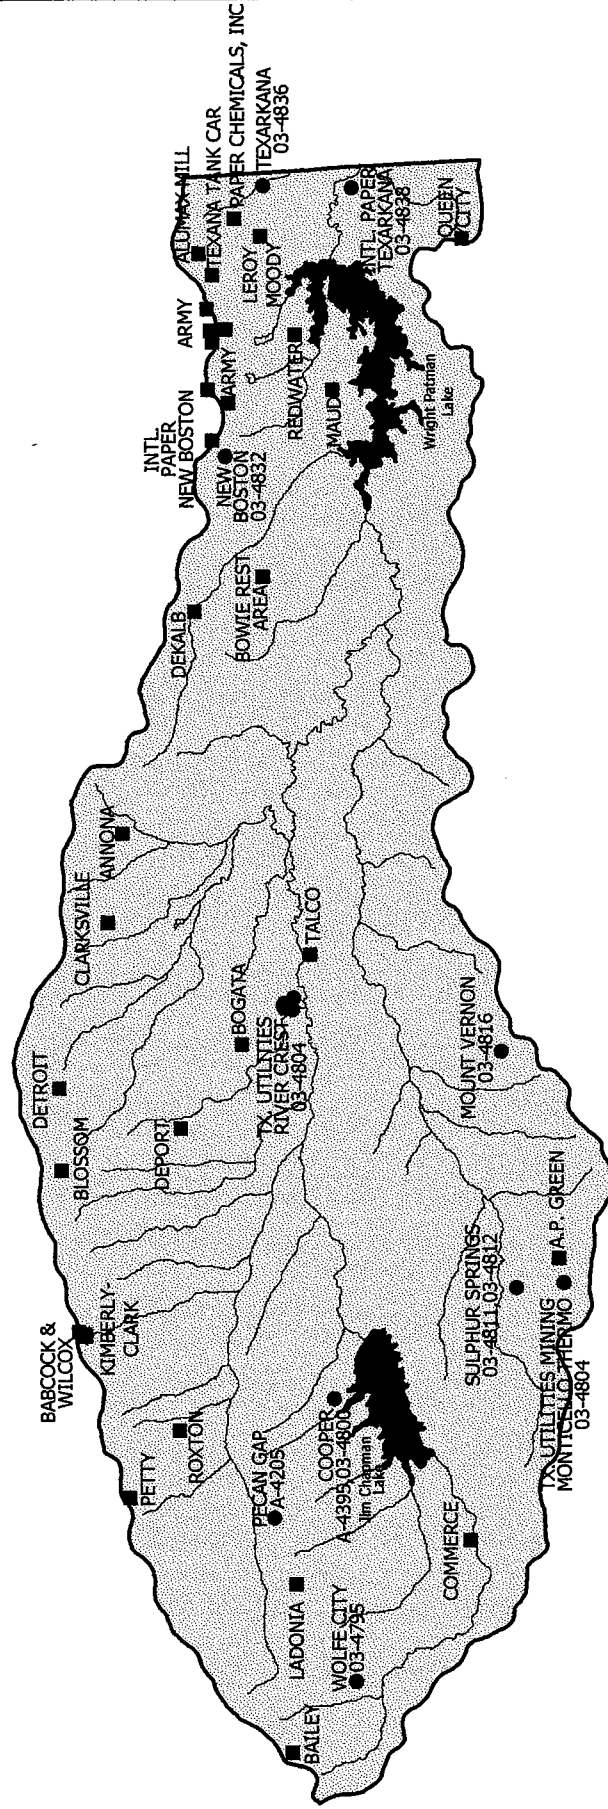 BABCOCK &
WILCOX
KIMBERLY-
CLARK
PETTY
ROXTON
BLOSSOM
DETROIT
DEPORT
CLARKSVILLE
ANNONA
BOGATA
TX. UTILITIES
RIVER CREST
03-4804
TALCO
PECAN GAP
A-4205
COOPER
A-4395,03-4800
Jim Chapman
Lake
LADONIA
WOLFE CITY
03-4795
BAILEY
COMMERCE
SULPHUR SPRINGS
03-4811,03-4812
TX. UTILITIES MINING
MONTICELLO THERMO
03-4804
A.P. GREEN
MOUNT VERNON
03-4816
DEKALB
BOWIE REST
AREA
INTL.
PAPER
NEW BOSTON
NEW
BOSTON
03-4832
ARMY
ARMY
REDWATER
MAUD
Wright Patman
Lake
ALUMAX MILL
TEXANA TANK CAR
PAPER CHEMICALS, INC
TEXARKANA
03-4836
LEROY
MOODY
INTL. PAPER
TEXARKANA
03-4838
QUEEN
CITY